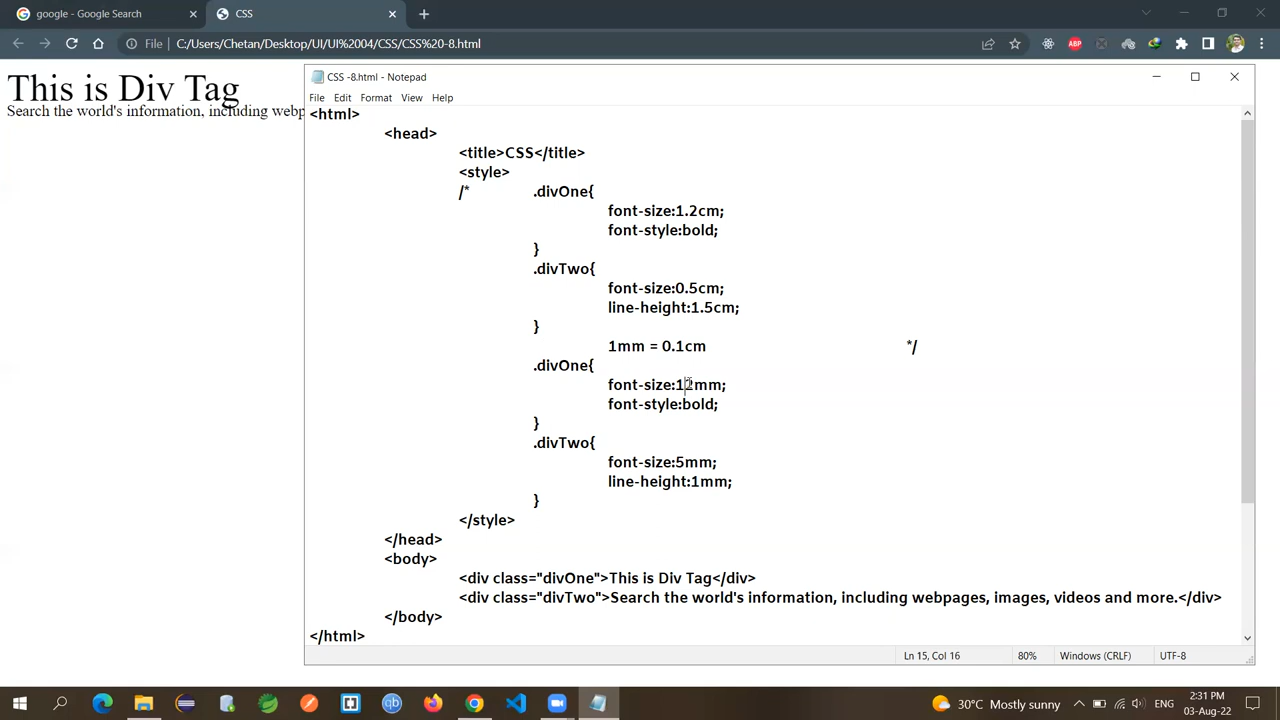 google - Google Search
CSS
File
C:/Users/Chetan/Desktop/UI/UI%2004/CSS/CSS%20-8.html
ABP
This is Div Tag
Search the world's information, including webp
CSS -8.html - Notepad
File Edit Format View Help
<html>
<head>
<title>CSS</title>
<style>
/* .divOne{
font-size:1.2cm;
font-style:bold;
}
.divTwo{
font-size:0.5cm;
line-height:1.5cm;
}
1mm = 0.1cm */
.divOne{
font-size:12mm;
font-style:bold;
}
.divTwo{
font-size:5mm;
line-height:1mm;
}
</style>
</head>
<body>
<div class="divOne">This is Div Tag</div>
<div class="divTwo">Search the world's information, including webpages, images, videos and more.</div>
</body>
</html>
Ln 15, Col 16 80% Windows (CRLF) UTF-8
qb
30°C Mostly sunny
ENG
2:31 PM
03-Aug-22